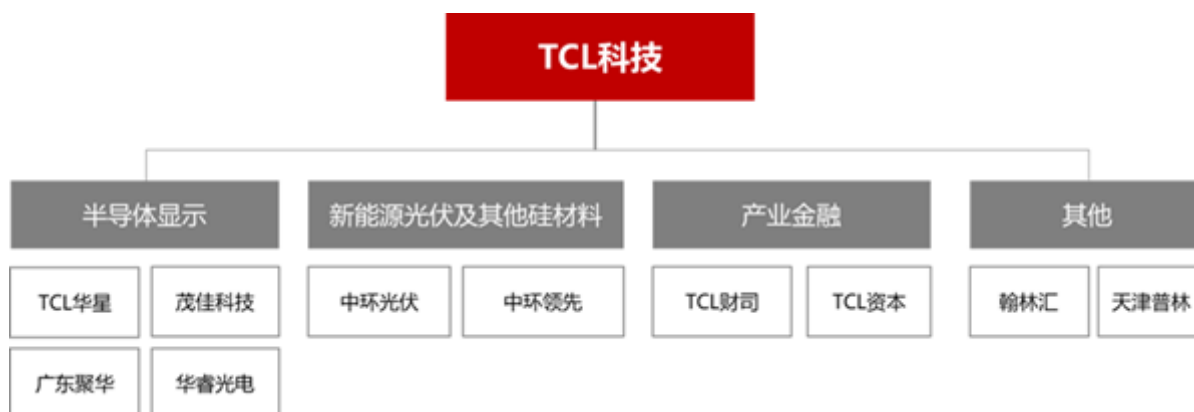 TCL科技
半导体显示
新能源光伏及其他硅材料
产业金融
其他
TCL华星
茂佳科技
中环光伏
中环领先
TCL财司
TCL资本
翰林汇
天津普林
广东聚华
华睿光电